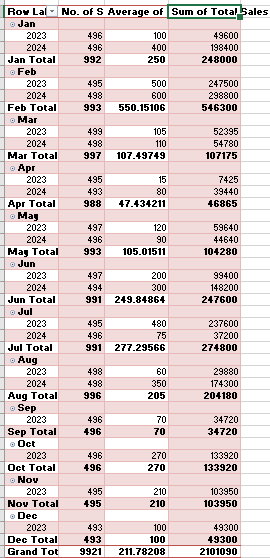 Row Lal No. of S Average of Sum of Total Sales
Jan
2023 496 100 49600
2024 496 400 198400
Jan Total 992 250 248000
Feb
2023 495 500 247500
2024 498 600 298800
Feb Total 993 550.15106 546300
Mar
2023 499 105 52395
2024 498 110 54780
Mar Total 997 107.49749 107175
Apr
2023 495 15 7425
2024 493 80 39440
Apr Total 988 47.434211 46865
May
2023 497 120 59640
2024 496 90 44640
May Total 993 105.01511 104280
Jun
2023 497 200 99400
2024 494 300 148200
Jun Total 991 249.84864 247600
Jul
2023 495 480 237600
2024 496 75 37200
Jul Total 991 277.29566 274800
Aug
2023 498 60 29880
2024 498 350 174300
Aug Total 996 205 204180
Sep
2023 496 70 34720
Sep Total 496 70 34720
Oct
2023 496 270 133920
Oct Total 496 270 133920
Nov
2023 495 210 103950
Nov Total 495 210 103950
Dec
2023 493 100 49300
Dec Total 493 100 49300
Grand Tot 9921 211.78208 2101090